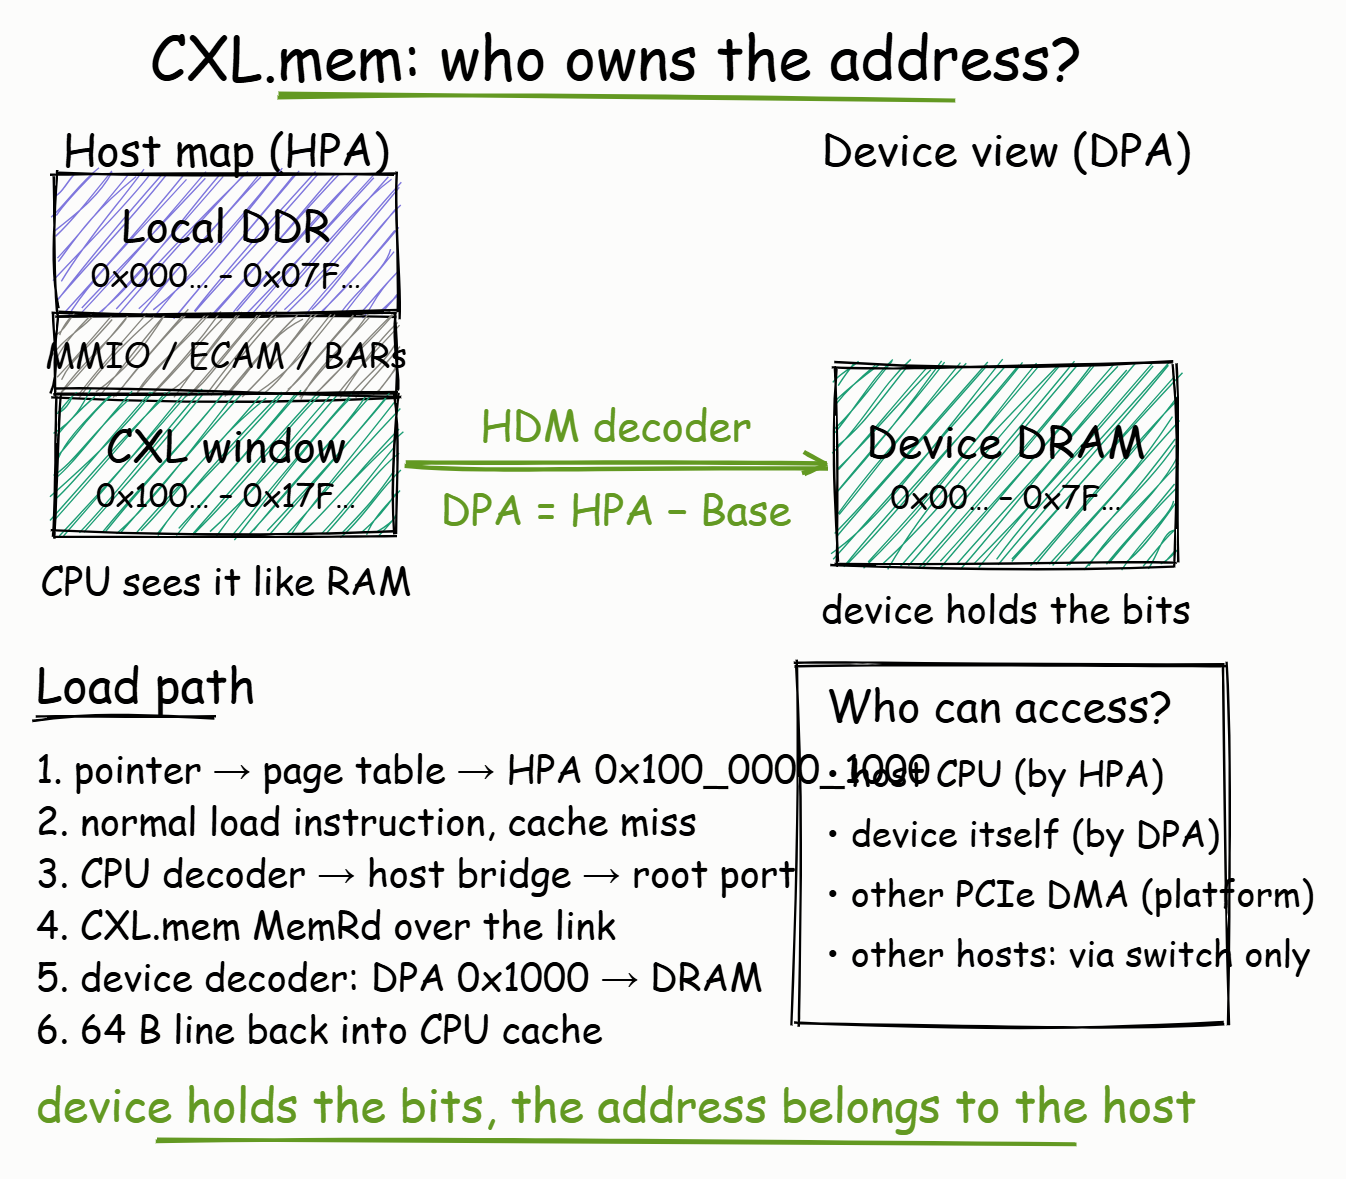 CXL.mem: who owns the address?
Host map (HPA)
Device view (DPA)
Local DDR
0x000... - 0x07F...
MMIO / ECAM / BARs
CXL window
0x100... - 0x17F...
CPU sees it like RAM
HDM decoder
DPA = HPA − Base
Device DRAM
0x00... - 0x7F...
device holds the bits
Load path
1. pointer → page table → HPA 0x100_0000_1000
2. normal load instruction, cache miss
3. CPU decoder → host bridge → root port
4. CXL.mem MemRd over the link
5. device decoder: DPA 0x1000 → DRAM
6. 64 B line back into CPU cache
Who can access?
• host CPU (by HPA)
• device itself (by DPA)
• other PCIe DMA (platform)
• other hosts: via switch only
device holds the bits, the address belongs to the host